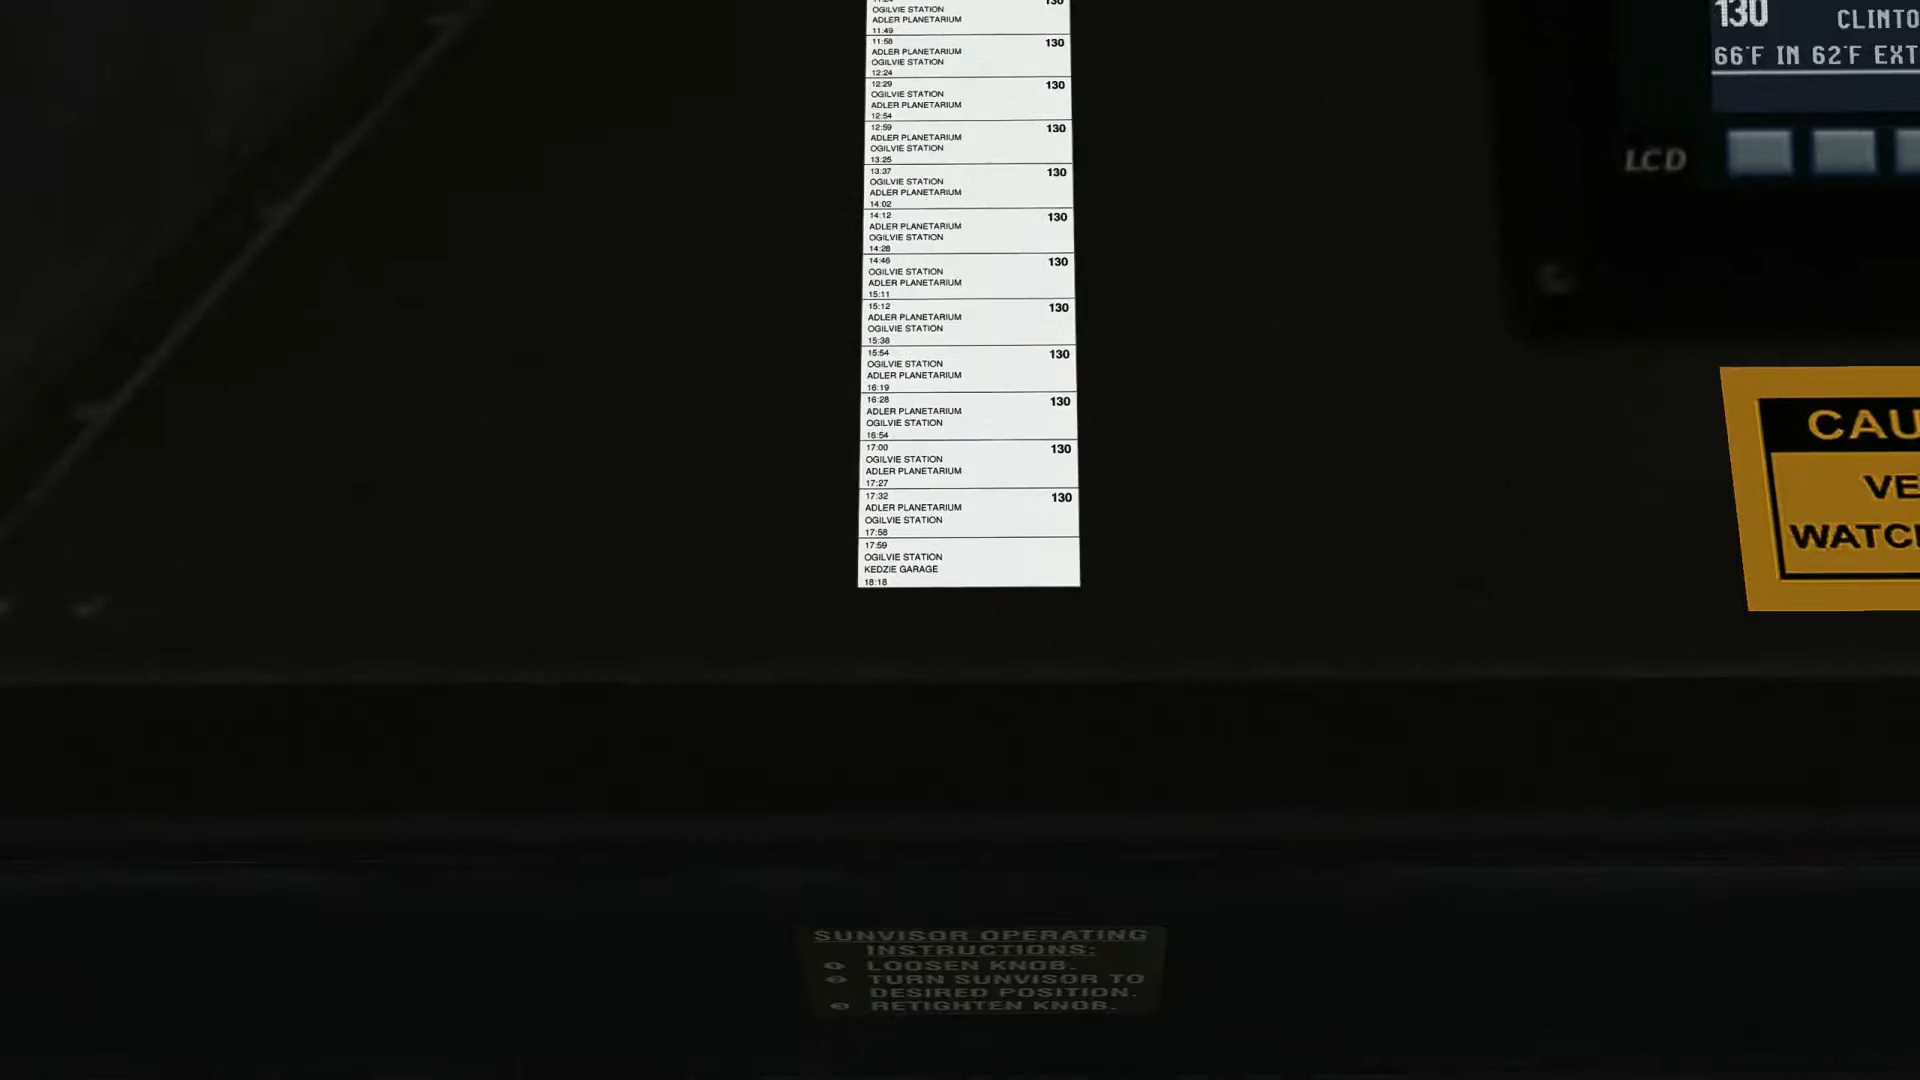 130
OGILVIE STATION
ADLER PLANETARIUM
11:49
11:58 130
ADLER PLANETARIUM
OGILVIE STATION
12:24
12:29 130
OGILVIE STATION
ADLER PLANETARIUM
12:54
12:59 130
ADLER PLANETARIUM
OGILVIE STATION
13:25
13:37 130
OGILVIE STATION
ADLER PLANETARIUM
14:02
14:12 130
ADLER PLANETARIUM
OGILVIE STATION
14:28
14:46 130
OGILVIE STATION
ADLER PLANETARIUM
15:11
15:12 130
ADLER PLANETARIUM
OGILVIE STATION
15:38
15:54 130
OGILVIE STATION
ADLER PLANETARIUM
16:19
16:28 130
ADLER PLANETARIUM
OGILVIE STATION
16:54
17:00 130
OGILVIE STATION
ADLER PLANETARIUM
17:27
17:32 130
ADLER PLANETARIUM
OGILVIE STATION
17:58
17:59
OGILVIE STATION
KEDZIE GARAGE
18:18
130 CLINTO
66°F IN 62°F EXT
LCD
CAU
VE
WATC
SUNVISOR OPERATING
INSTRUCTIONS:
LOOSEN KNOB.
TURN SUNVISOR TO
DESIRED POSITION.
RETIGHTEN KNOB.